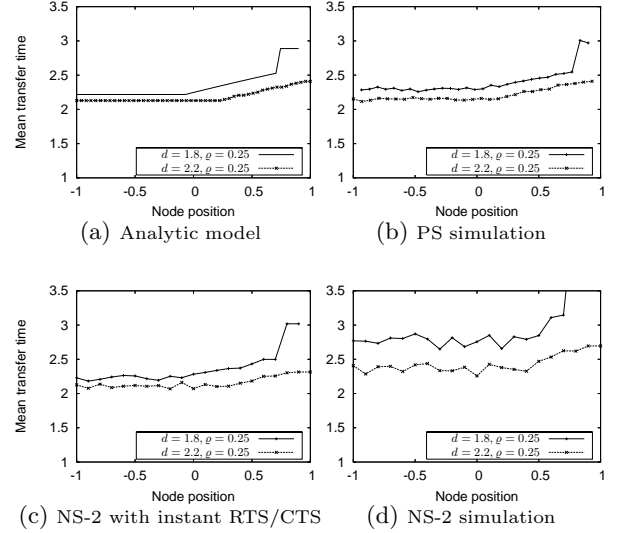 3.5
3
2.5
2
1.5
1
Mean transfer time
d = 1.8, ϱ = 0.25
d = 2.2, ϱ = 0.25
-1 -0.5 0 0.5 1
Node position
(a) Analytic model
3.5
3
2.5
2
1.5
1
d = 1.8, ϱ = 0.25
d = 2.2, ϱ = 0.25
-1 -0.5 0 0.5 1
Node position
(b) PS simulation
3.5
3
2.5
2
1.5
1
Mean transfer time
d = 1.8, ϱ = 0.25
d = 2.2, ϱ = 0.25
-1 -0.5 0 0.5 1
Node position
(c) NS-2 with instant RTS/CTS
3.5
3
2.5
2
1.5
1
d = 1.8, ϱ = 0.25
d = 2.2, ϱ = 0.25
-1 -0.5 0 0.5 1
Node position
(d) NS-2 simulation